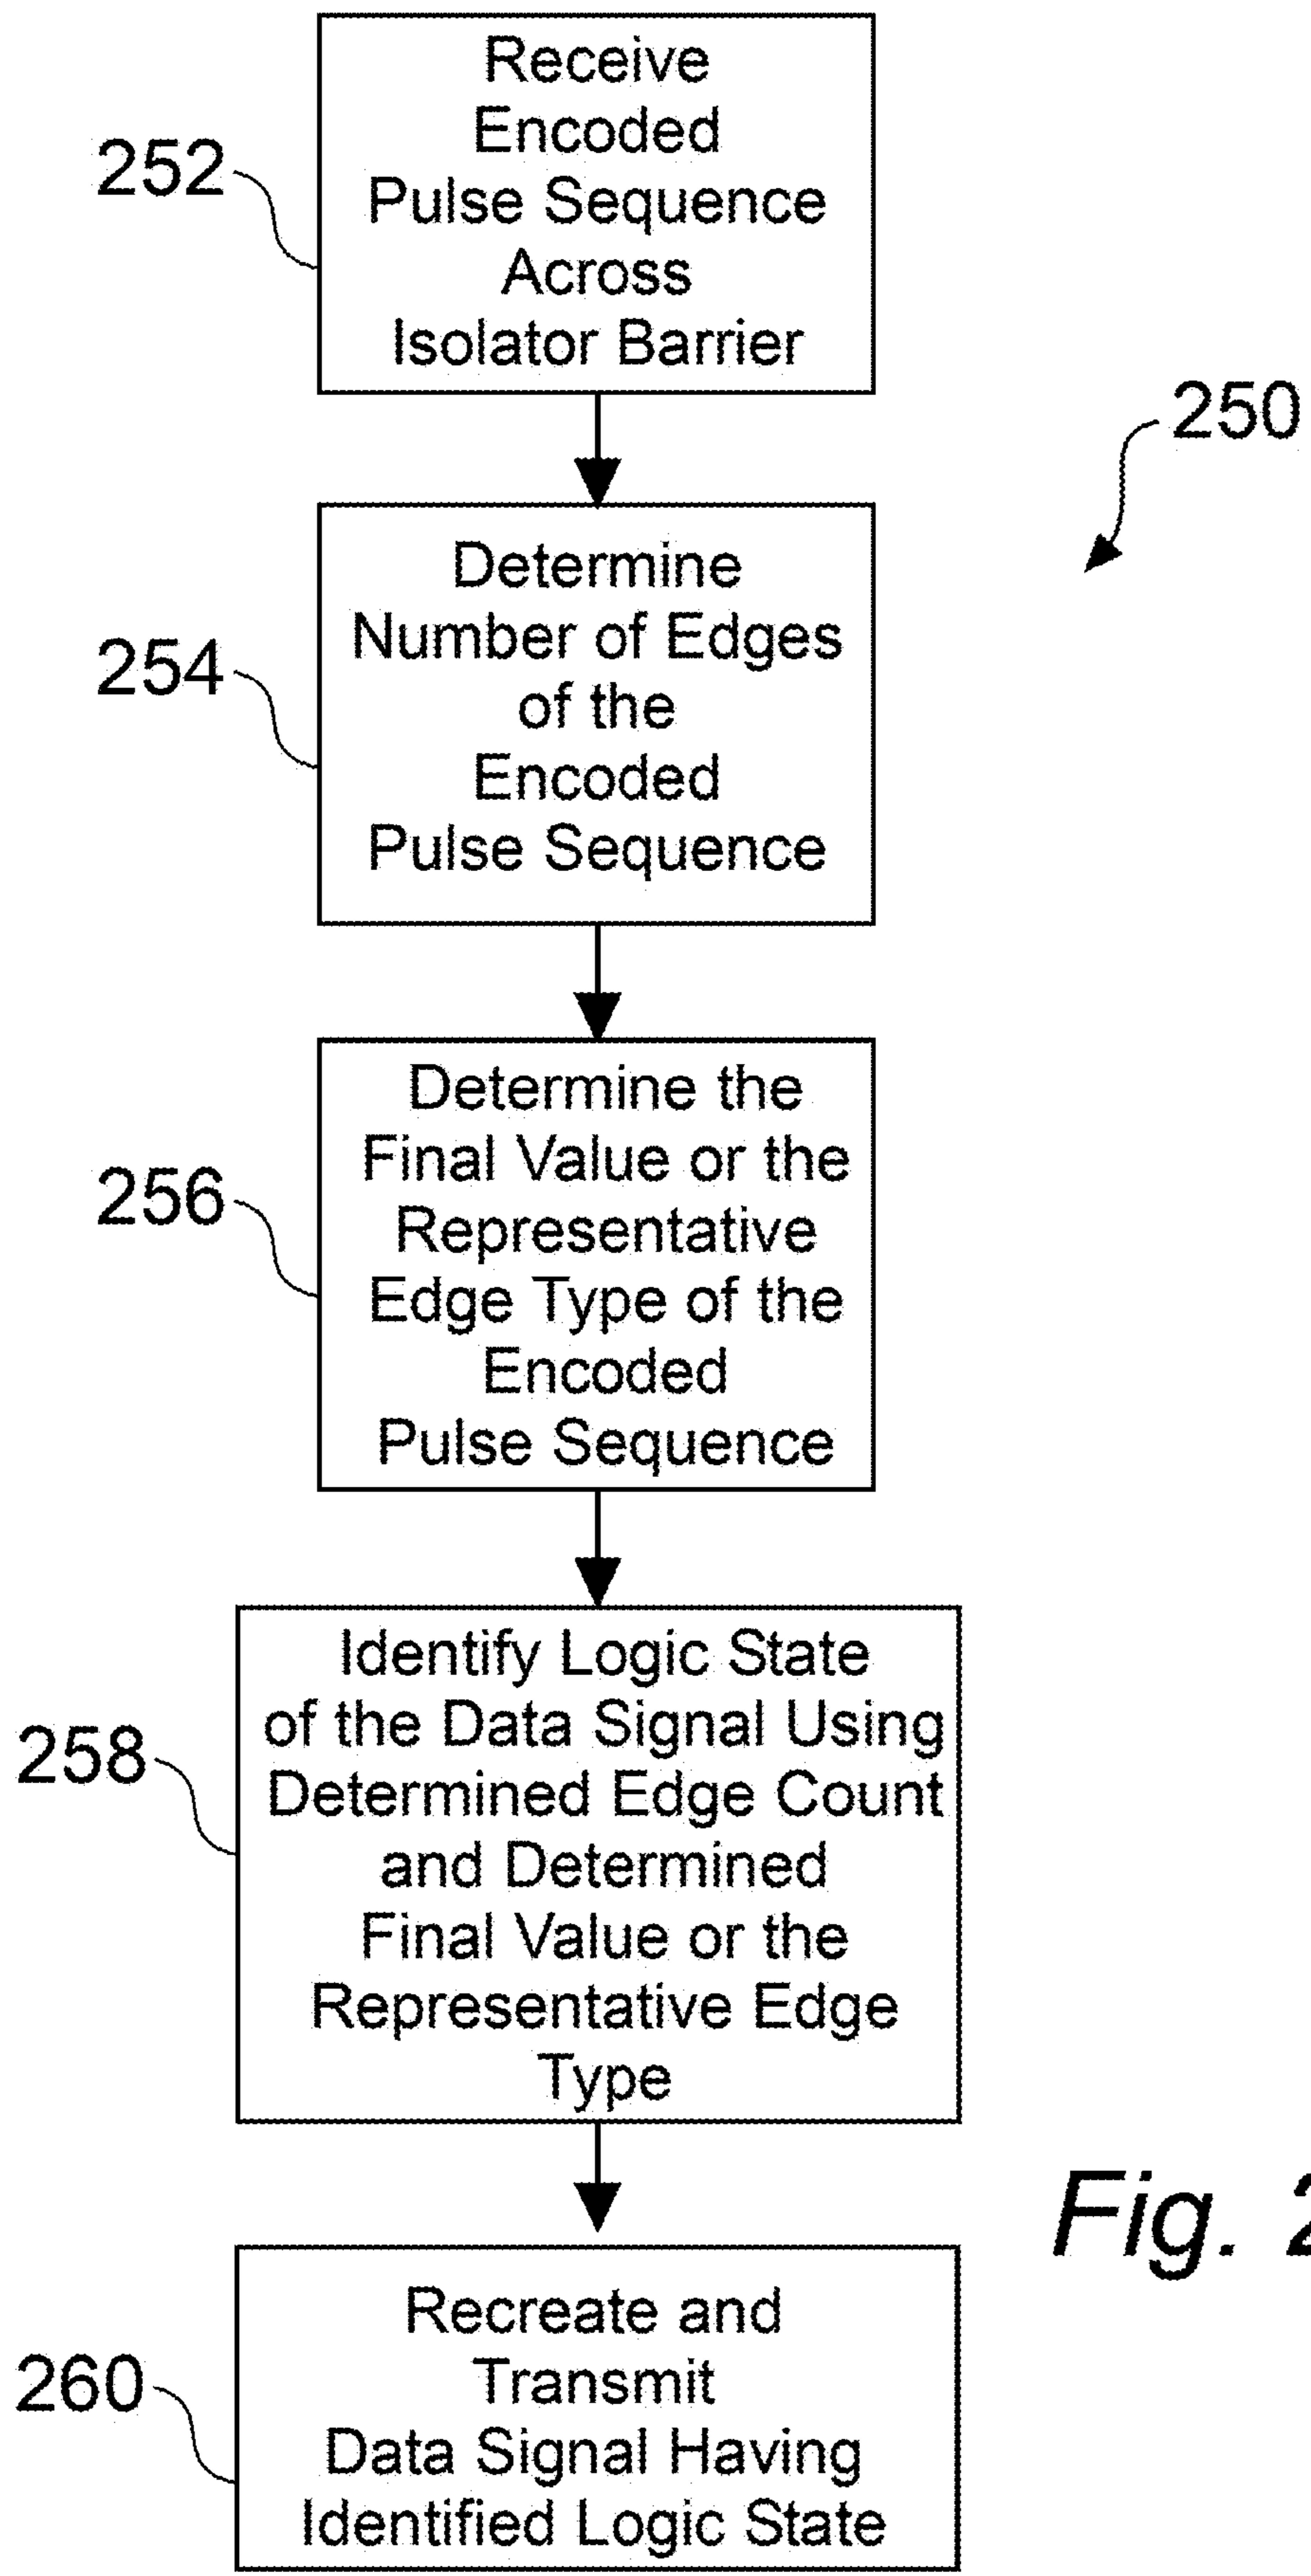 Receive
Encoded
Pulse Sequence
Across
Isolator Barrier
252
250
Determine
Number of Edges
of the
Encoded
Pulse Sequence
254
Determine the
Final Value or the
Representative
Edge Type of the
Encoded
Pulse Sequence
256
Identify Logic State
of the Data Signal Using
Determined Edge Count
and Determined
Final Value or the
Representative Edge
Type
258
Fig.
Recreate and
Transmit
Data Signal Having
Identified Logic State
260